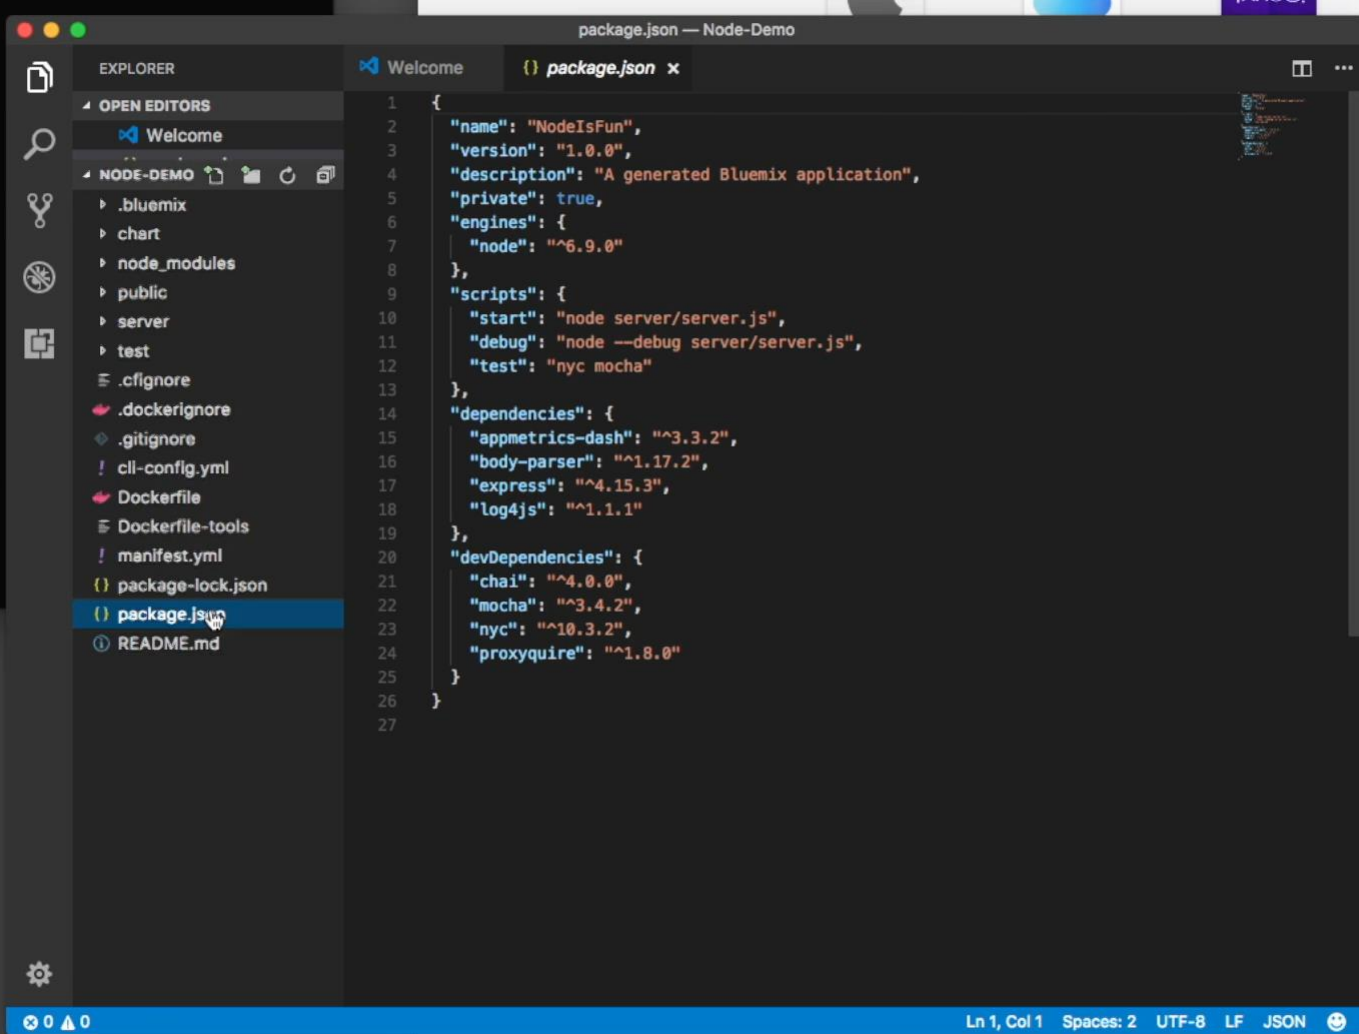 package.json — Node-Demo
EXPLORER
OPEN EDITORS
Welcome
NODE-DEMO
.bluemix
chart
node_modules
public
server
test
.cfignore
.dockerignore
.gitignore
cli-config.yml
Dockerfile
Dockerfile-tools
manifest.yml
package-lock.json
package.json
README.md
Welcome
{} package.json ×
1 {
2 "name": "NodeIsFun",
3 "version": "1.0.0",
4 "description": "A generated Bluemix application",
5 "private": true,
6 "engines": {
7 "node": "^6.9.0"
8 },
9 "scripts": {
10 "start": "node server/server.js",
11 "debug": "node --debug server/server.js",
12 "test": "nyc mocha"
13 },
14 "dependencies": {
15 "appmetrics-dash": "^3.3.2",
16 "body-parser": "^1.17.2",
17 "express": "^4.15.3",
18 "log4js": "^1.1.1"
19 },
20 "devDependencies": {
21 "chai": "^4.0.0",
22 "mocha": "^3.4.2",
23 "nyc": "^10.3.2",
24 "proxyquire": "^1.8.0"
25 }
26 }
27
0 0
Ln 1, Col 1 Spaces: 2 UTF-8 LF JSON